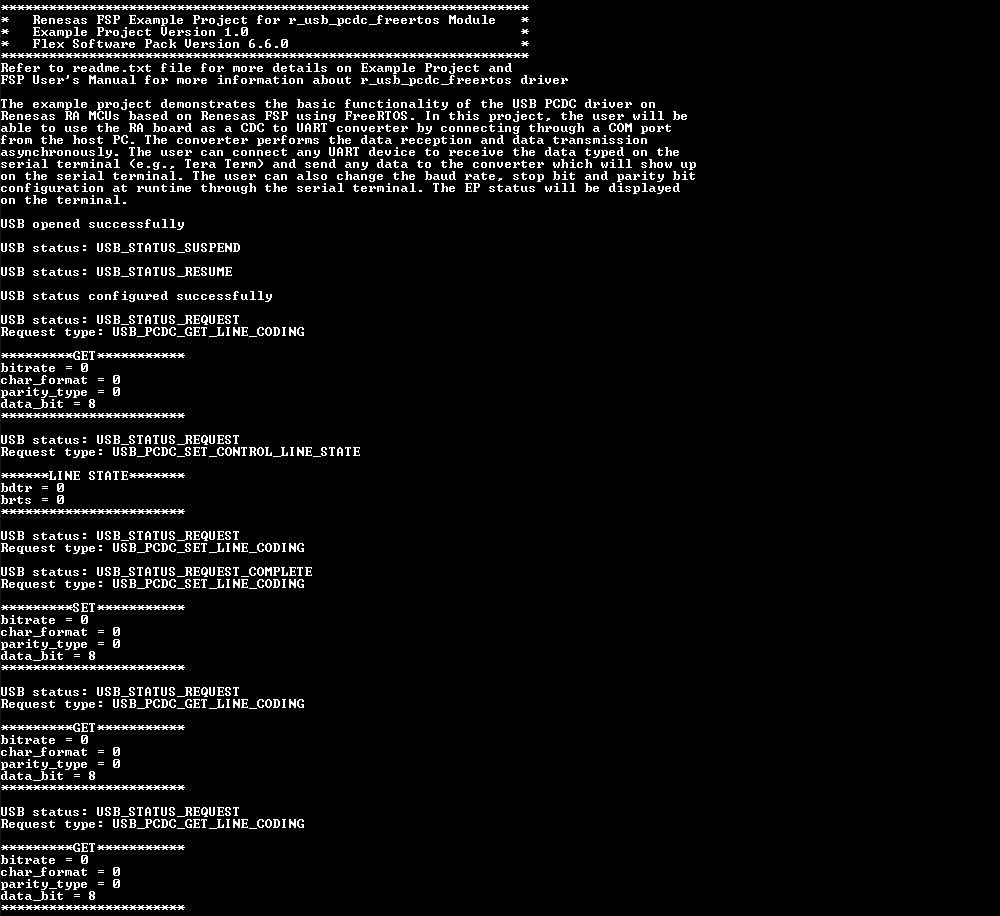 ******************************************************************
*   Renesas FSP Example Project for r_usb_pcdc_freertos Module   *
*   Example Project Version 1.0                                  *
*   Flex Software Pack Version 6.6.0                             *
******************************************************************
Refer to readme.txt file for more details on Example Project and
FSP User's Manual for more information about r_usb_pcdc_freertos driver
The example project demonstrates the basic functionality of the USB PCDC driver on
Renesas RA MCUs based on Renesas FSP using FreeRTOS. In this project, the user will be
able to use the RA board as a CDC to UART converter by connecting through a COM port
from the host PC. The converter performs the data reception and data transmission
asynchronously. The user can connect any UART device to receive the data typed on the
serial terminal (e.g., Tera Term) and send any data to the converter which will show up
on the serial terminal. The user can also change the baud rate, stop bit and parity bit
configuration at runtime through the serial terminal. The EP status will be displayed
on the terminal.
USB opened successfully
USB status: USB_STATUS_SUSPEND
USB status: USB_STATUS_RESUME
USB status configured successfully
USB status: USB_STATUS_REQUEST
Request type: USB_PCDC_GET_LINE_CODING
*********GET***********
bitrate = 0
char_format = 0
parity_type = 0
data_bit = 8
***********************
USB status: USB_STATUS_REQUEST
Request type: USB_PCDC_SET_CONTROL_LINE_STATE
******LINE STATE*******
bdtr = 0
brts = 0
***********************
USB status: USB_STATUS_REQUEST
Request type: USB_PCDC_SET_LINE_CODING
USB status: USB_STATUS_REQUEST_COMPLETE
Request type: USB_PCDC_SET_LINE_CODING
*********SET***********
bitrate = 0
char_format = 0
parity_type = 0
data_bit = 8
***********************
USB status: USB_STATUS_REQUEST
Request type: USB_PCDC_GET_LINE_CODING
*********GET***********
bitrate = 0
char_format = 0
parity_type = 0
data_bit = 8
***********************
USB status: USB_STATUS_REQUEST
Request type: USB_PCDC_GET_LINE_CODING
*********GET***********
bitrate = 0
char_format = 0
parity_type = 0
data_bit = 8
***********************